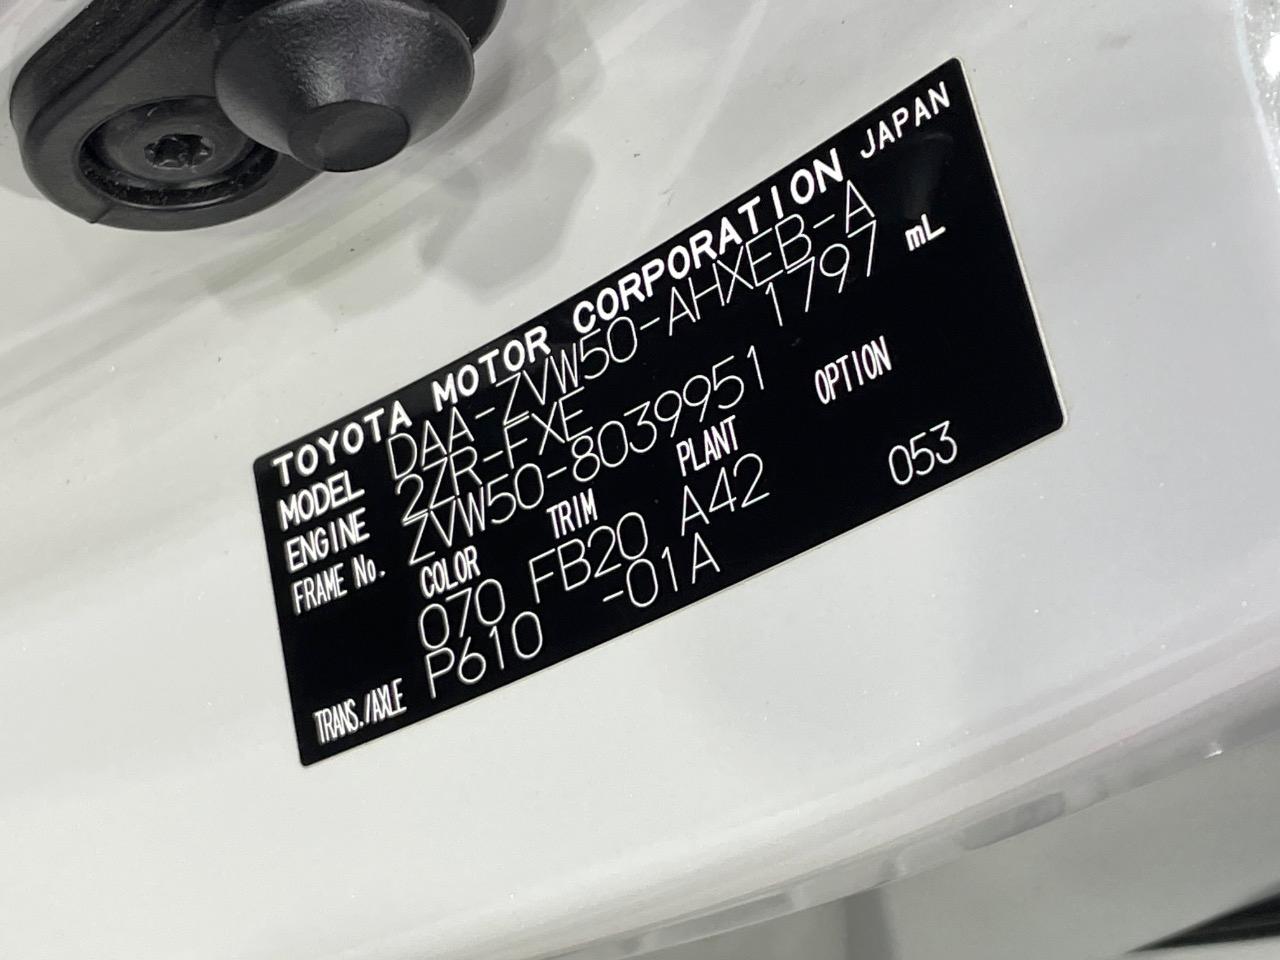 TOYOTA MOTOR CORPORATION JAPAN
MODEL DAA-ZVW50-AHXEB-A
ENGINE 2ZR-FXE 1797 mL
FRAME No. ZVW50-8039951
COLOR TRIM PLANT OPTION
070 FB20 A42 053
TRANS./AXLE P610 -01A